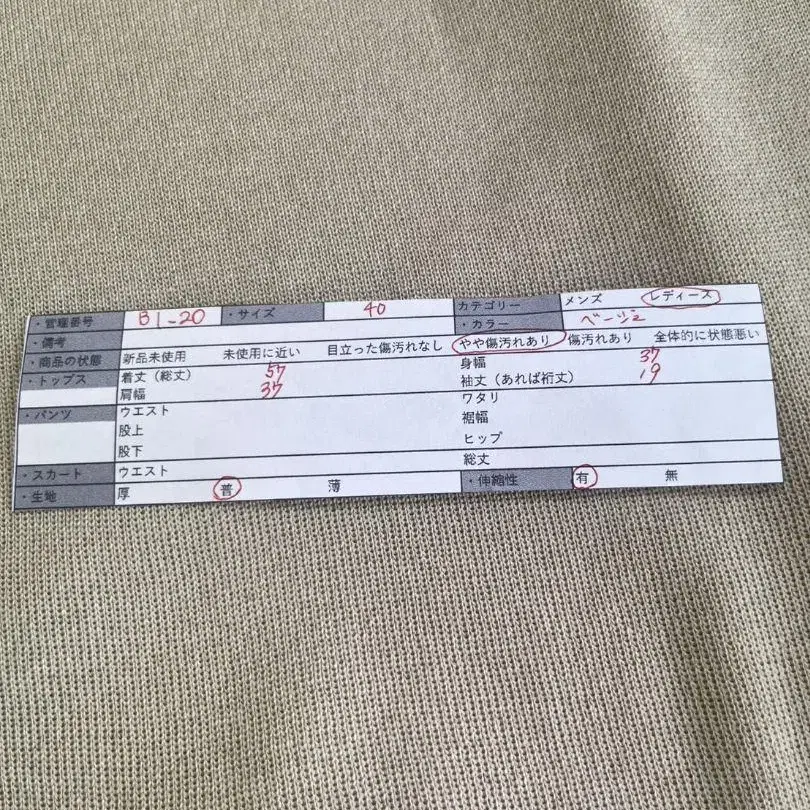 ・管理番号 B1-20 ・サイズ 40 カテゴリー メンズ レディース
・備考 ・カラー ベージュ
・商品の状態 新品未使用 未使用に近い 目立った傷汚れなし やや傷汚れあり 傷汚れあり 全体的に状態悪い
・トップス 着丈（総丈） 57 身幅 37
肩幅 37 袖丈（あれば裄丈） 19
・パンツ ウエスト ワタリ
股上 裾幅
股下 ヒップ
・スカート ウエスト 総丈
・生地 厚 普 薄 ・伸縮性 有 無